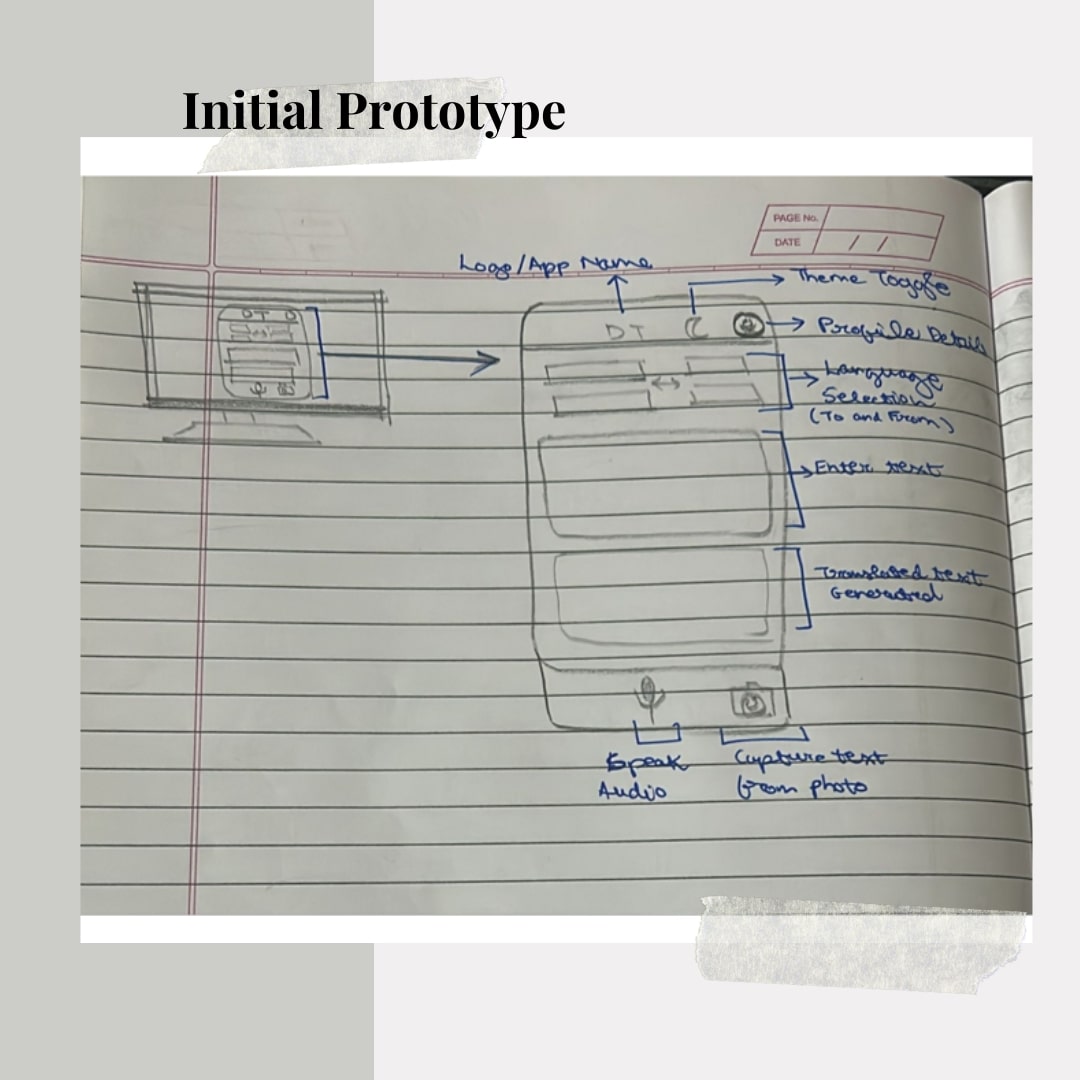 Initial Prototype
PAGE No.
DATE / /
Logo/App Name
Theme Toggle
DT
Profile Details
DT D
Language
Selection
(To and From)
Enter text
Translated text
Generated
Speak
Audio
Capture text
from photo